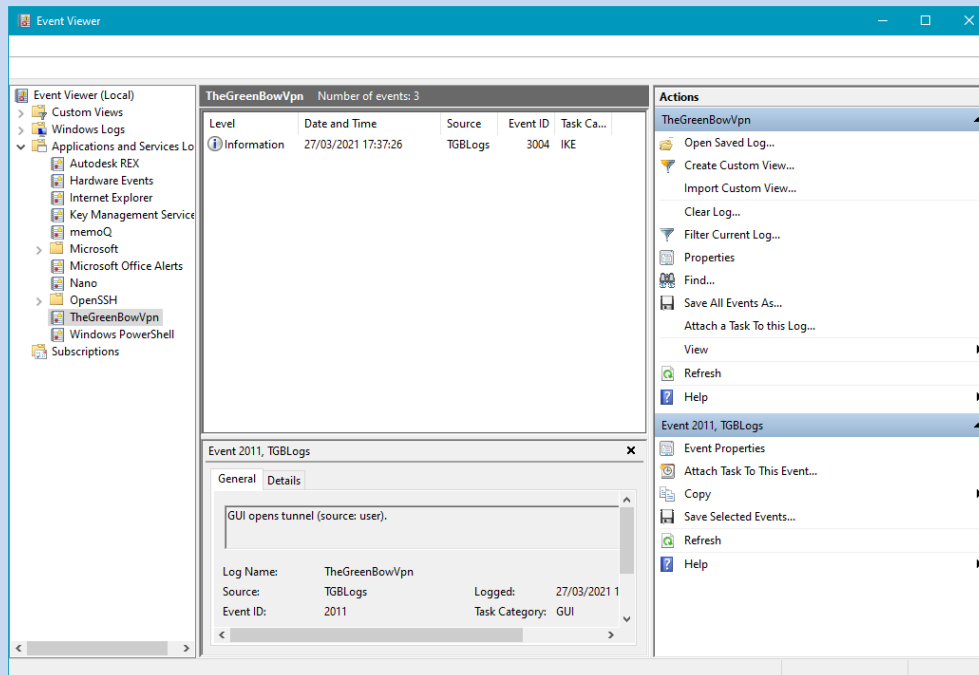 Event Viewer
Event Viewer (Local)
Custom Views
Windows Logs
Applications and Services Lo
Autodesk REX
Hardware Events
Internet Explorer
Key Management Service
memoQ
Microsoft
Microsoft Office Alerts
Nano
OpenSSH
TheGreenBowVpn
Windows PowerShell
Subscriptions
TheGreenBowVpn Number of events: 3
Level Date and Time Source Event ID Task Ca...
Information 27/03/2021 17:37:26 TGBLogs 3004 IKE
Event 2011, TGBLogs
General Details
GUI opens tunnel (source: user).
Log Name: TheGreenBowVpn
Source: TGBLogs Logged: 27/03/2021 1
Event ID: 2011 Task Category: GUI
Actions
TheGreenBowVpn
Open Saved Log...
Create Custom View...
Import Custom View...
Clear Log...
Filter Current Log...
Properties
Find...
Save All Events As...
Attach a Task To this Log...
View
Refresh
Help
Event 2011, TGBLogs
Event Properties
Attach Task To This Event...
Copy
Save Selected Events...
Refresh
Help